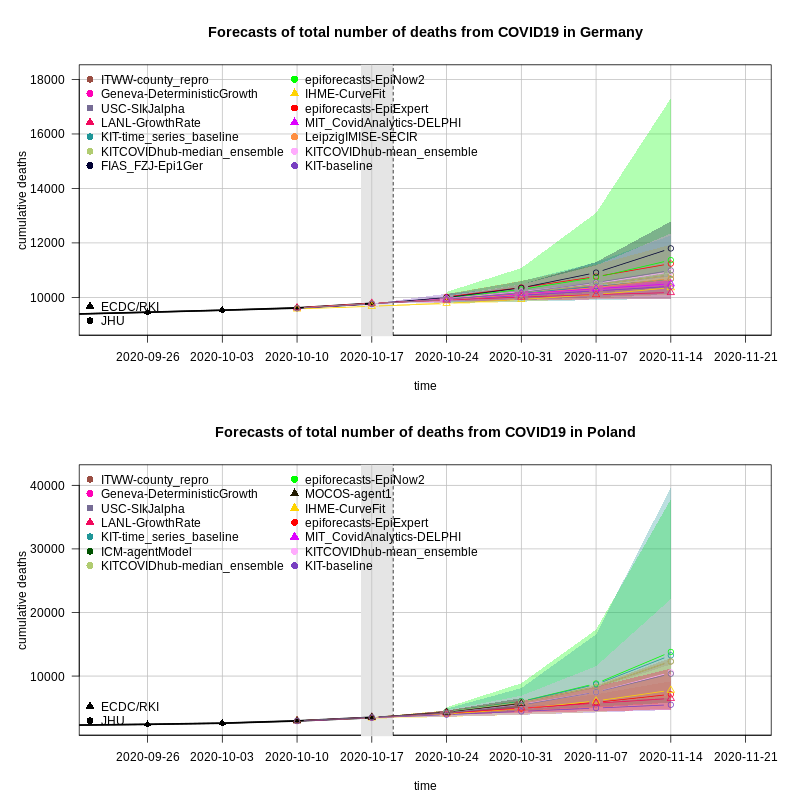 Forecasts of total number of deaths from COVID19 in Germany
cumulative deaths
18000
16000
14000
12000
10000
ITWW-county_repro
Geneva-DeterministicGrowth
USC-SIkJalpha
LANL-GrowthRate
KIT-time_series_baseline
KITCOVIDhub-median_ensemble
FIAS_FZJ-Epi1Ger
epiforecasts-EpiNow2
IHME-CurveFit
epiforecasts-EpiExpert
MIT_CovidAnalytics-DELPHI
LeipzigIMISE-SECIR
KITCOVIDhub-mean_ensemble
KIT-baseline
ECDC/RKI
JHU
2020-09-26 2020-10-03 2020-10-10 2020-10-17 2020-10-24 2020-10-31 2020-11-07 2020-11-14 2020-11-21
time
Forecasts of total number of deaths from COVID19 in Poland
cumulative deaths
40000
30000
20000
10000
ITWW-county_repro
Geneva-DeterministicGrowth
USC-SIkJalpha
LANL-GrowthRate
KIT-time_series_baseline
ICM-agentModel
KITCOVIDhub-median_ensemble
epiforecasts-EpiNow2
MOCOS-agent1
IHME-CurveFit
epiforecasts-EpiExpert
MIT_CovidAnalytics-DELPHI
KITCOVIDhub-mean_ensemble
KIT-baseline
ECDC/RKI
JHU
2020-09-26 2020-10-03 2020-10-10 2020-10-17 2020-10-24 2020-10-31 2020-11-07 2020-11-14 2020-11-21
time